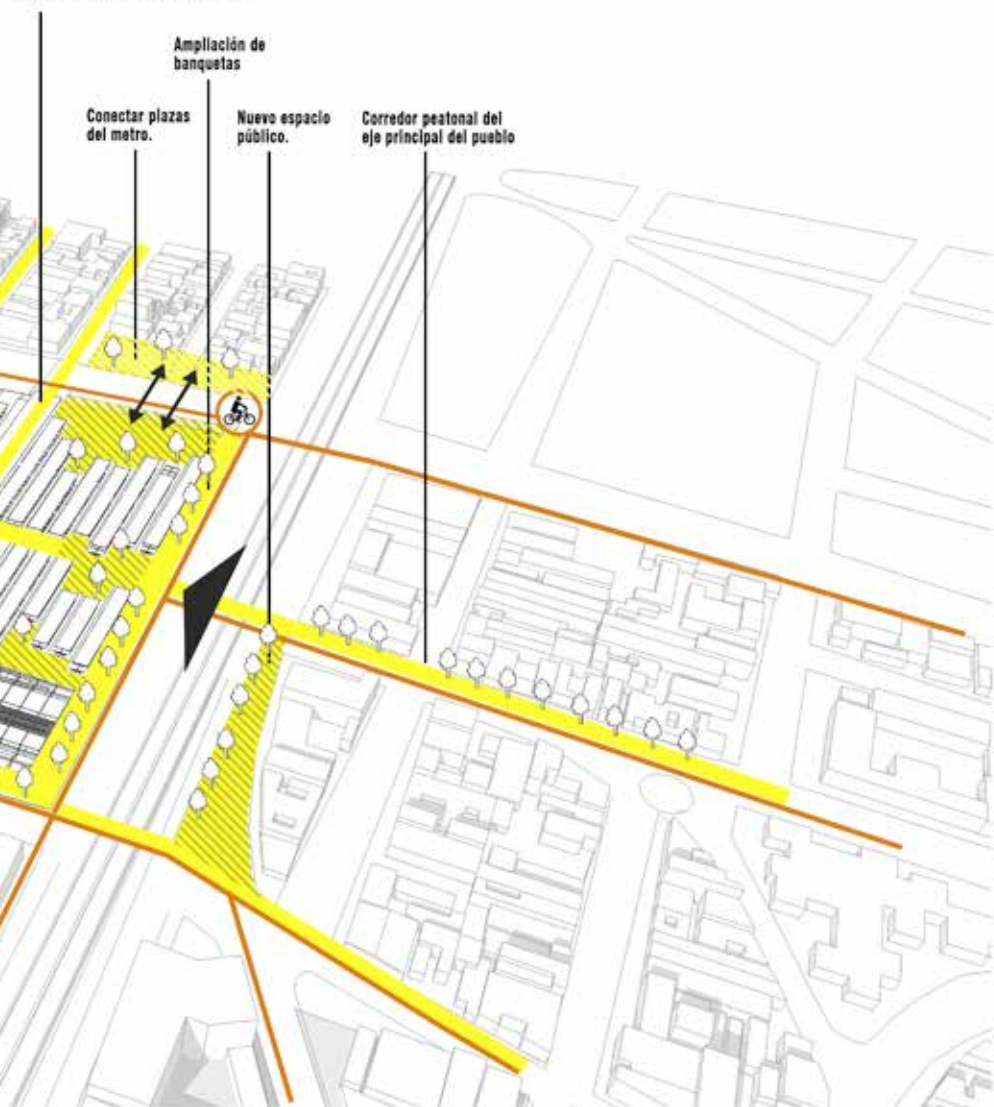 Ampliación de
banquetas
Conectar plazas
del metro.
Nuevo espacio
público.
Corredor peatonal del
eje principal del pueblo